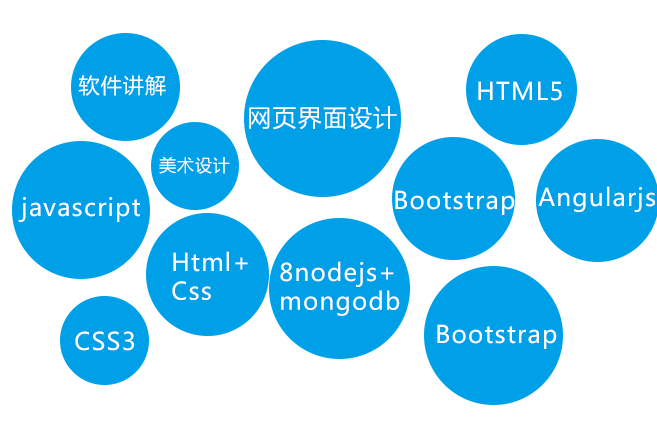 软件讲解
网页界面设计
HTML5
美术设计
javascript
Bootstrap
Angularjs
Html+
Css
8nodejs+
mongodb
CSS3
Bootstrap